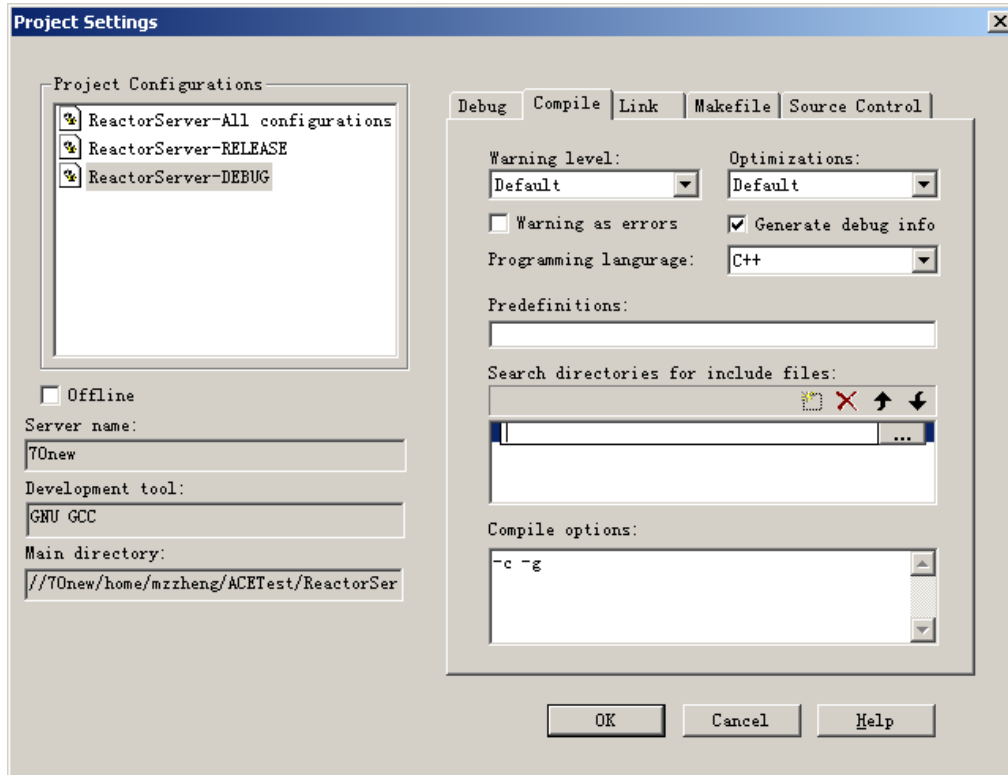 Project Settings
Project Configurations
ReactorServer-All configurations
ReactorServer-RELEASE
ReactorServer-DEBUG
Offline
Server name:
70new
Development tool:
GNU GCC
Main directory:
//70new/home/mzzheng/ACETest/ReactorSer
Debug
Compile
Link
Makefile
Source Control
Warning level:
Optimizations:
Default
Default
Warning as errors
Generate debug info
Programming langurage:
C++
Predefinitions:
Search directories for include files:
...
Compile options:
-c -g
OK
Cancel
Help